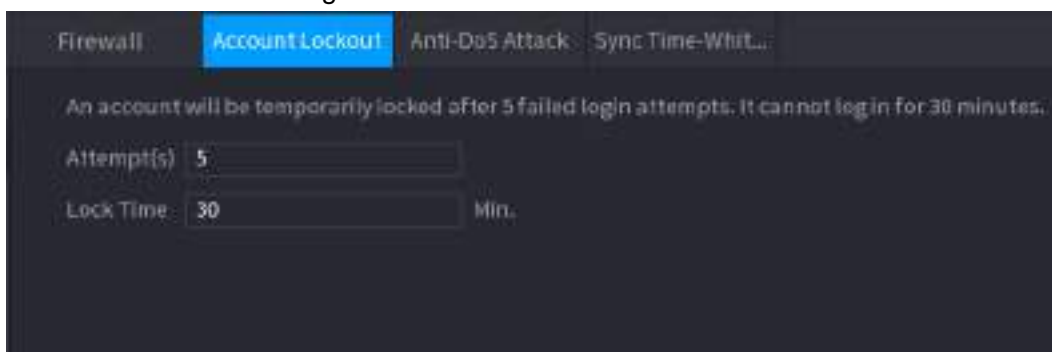 Firewall Account Lockout Anti-DoS Attack Sync Time-Whit...
An account will be temporarily locked after 5 failed login attempts. It cannot log in for 30 minutes.
Attempt(s) 5
Lock Time 30 Min.